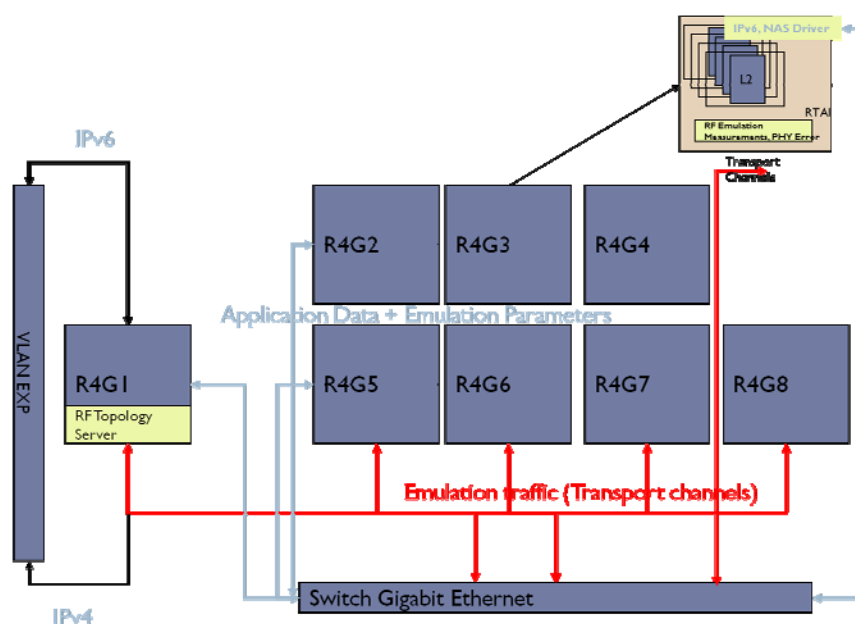 IPv6, NAS Driver
L2
RTAI
RF Emulation
Measurements, PHY Error
Transport
Channels
IPv6
R4G2
R4G3
R4G4
Application Data + Emulation Parameters
VLAN EXP
R4G1
R4G5
R4G6
R4G7
R4G8
RF Topology
Server
Emulation traffic (Transport channels)
Switch Gigabit Ethernet
IPv4